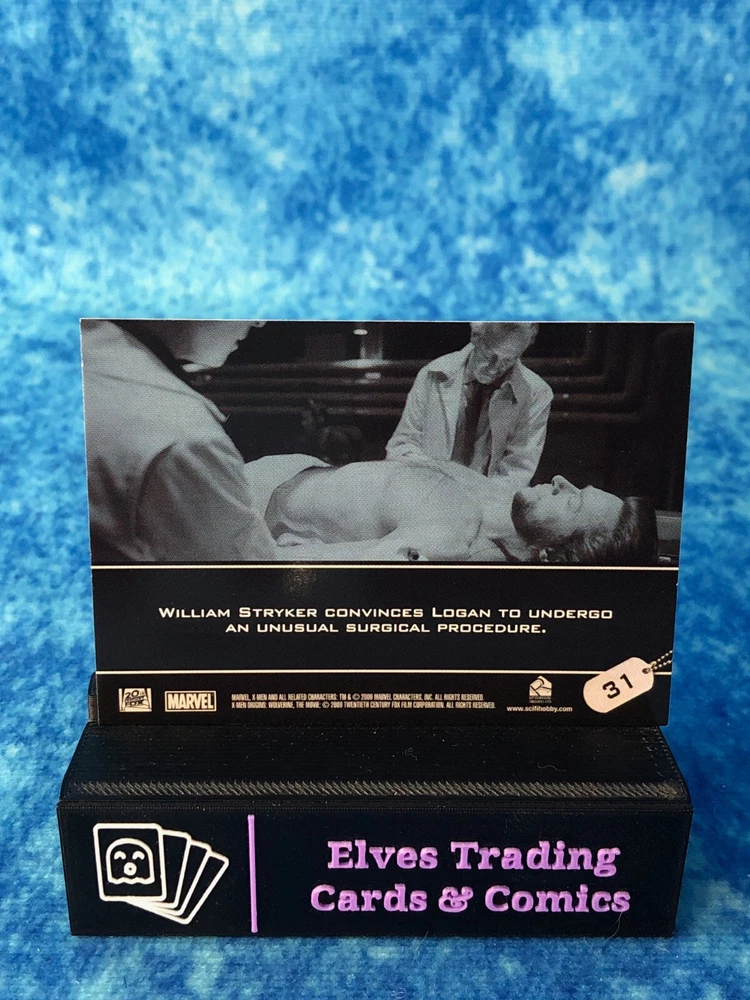 WILLIAM STRYKER CONVINCES LOGAN TO UNDERGO
AN UNUSUAL SURGICAL PROCEDURE.
20
FOX
MARVEL
MARVEL, X-MEN AND ALL RELATED CHARACTERS: TM & © 2009 MARVEL CHARACTERS, INC. ALL RIGHTS RESERVED.
X-MEN ORIGINS: WOLVERINE, THE MOVIE: © 2009 TWENTIETH CENTURY FOX FILM CORPORATION. ALL RIGHTS RESERVED.
www.scifihobby.com
31
Elves Trading
Cards & Comics